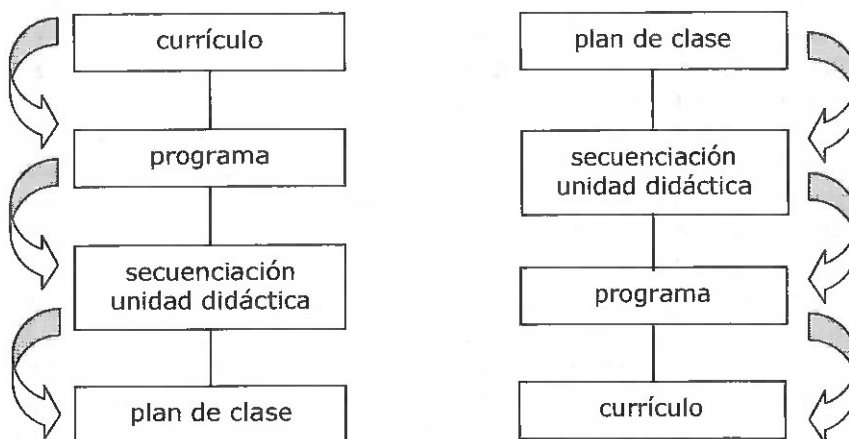 currículo
programa
secuenciación
unidad didáctica
plan de clase
plan de clase
secuenciación
unidad didáctica
programa
currículo